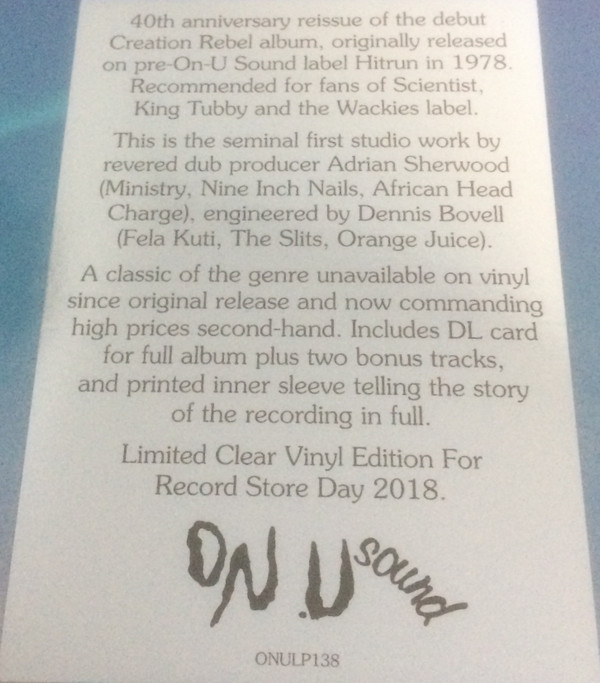 40th anniversary reissue of the debut
Creation Rebel album, originally released
on pre-On-U Sound label Hitrun in 1978.
Recommended for fans of Scientist,
King Tubby and the Wackies label.
This is the seminal first studio work by
revered dub producer Adrian Sherwood
(Ministry, Nine Inch Nails, African Head
Charge), engineered by Dennis Bovell
(Fela Kuti, The Slits, Orange Juice).
A classic of the genre unavailable on vinyl
since original release and now commanding
high prices second-hand. Includes DL card
for full album plus two bonus tracks,
and printed inner sleeve telling the story
of the recording in full.
Limited Clear Vinyl Edition For
Record Store Day 2018.
ON.U sound
ONULP138